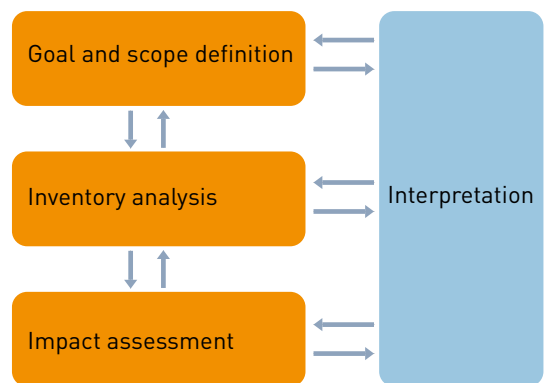 Goal and scope definition
Inventory analysis
Interpretation
Impact assessment